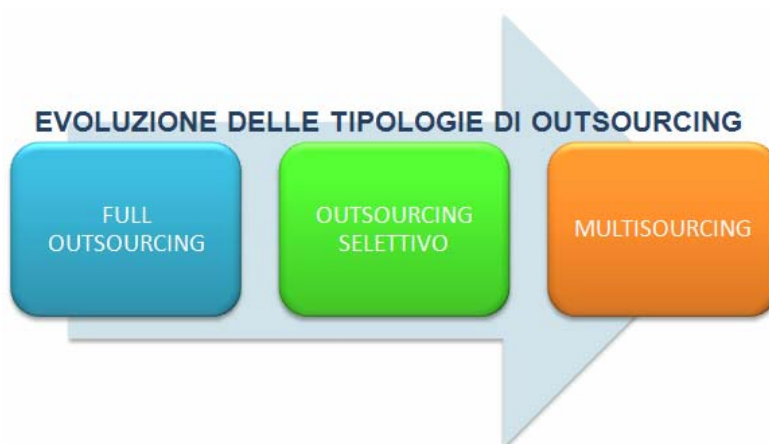 EVOLUZIONE DELLE TIPOLOGIE DI OUTSOURCING
FULL
OUTSOURCING
OUTSOURCING
SELETTIVO
MULTISOURCING